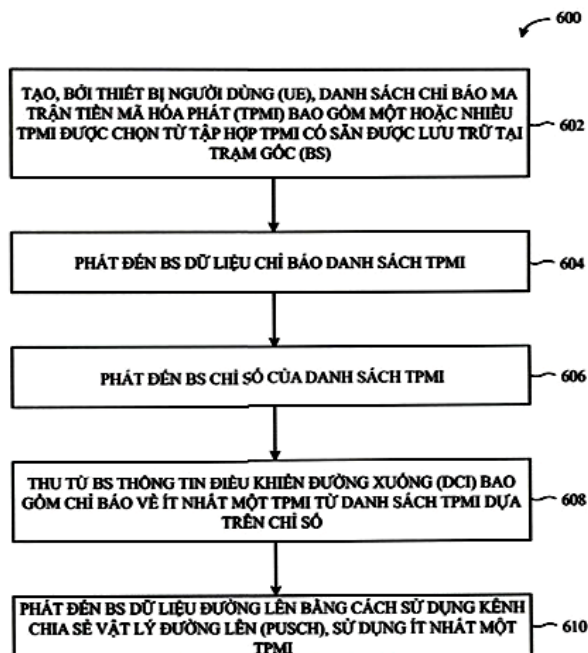 600
TẠO, BỞI THIẾT BỊ NGƯỜI DÙNG (UE), DANH SÁCH CHỈ BÁO MA
TRẬN TIỀN MÃ HÓA PHÁT (TPMI) BAO GỒM MỘT HOẶC NHIỀU
TPMI ĐƯỢC CHỌN TỪ TẬP HỢP TPMI CÓ SẴN ĐƯỢC LƯU TRỮ TẠI
TRẠM GỐC (BS)
602
PHÁT ĐẾN BS DỮ LIỆU CHỈ BÁO DANH SÁCH TPMI
604
PHÁT ĐẾN BS CHỈ SỐ CỦA DANH SÁCH TPMI
606
THU TỪ BS THÔNG TIN ĐIỀU KHIỂN ĐƯỜNG XUỐNG (DCI) BAO
GỒM CHỈ BÁO VỀ ÍT NHẤT MỘT TPMI TỪ DANH SÁCH TPMI DỰA
TRÊN CHỈ SỐ
608
PHÁT ĐẾN BS DỮ LIỆU ĐƯỜNG LÊN BẰNG CÁCH SỬ DỤNG KÊNH
CHIA SẺ VẬT LÝ ĐƯỜNG LÊN (PUSCH), SỬ DỤNG ÍT NHẤT MỘT
TPMI
610